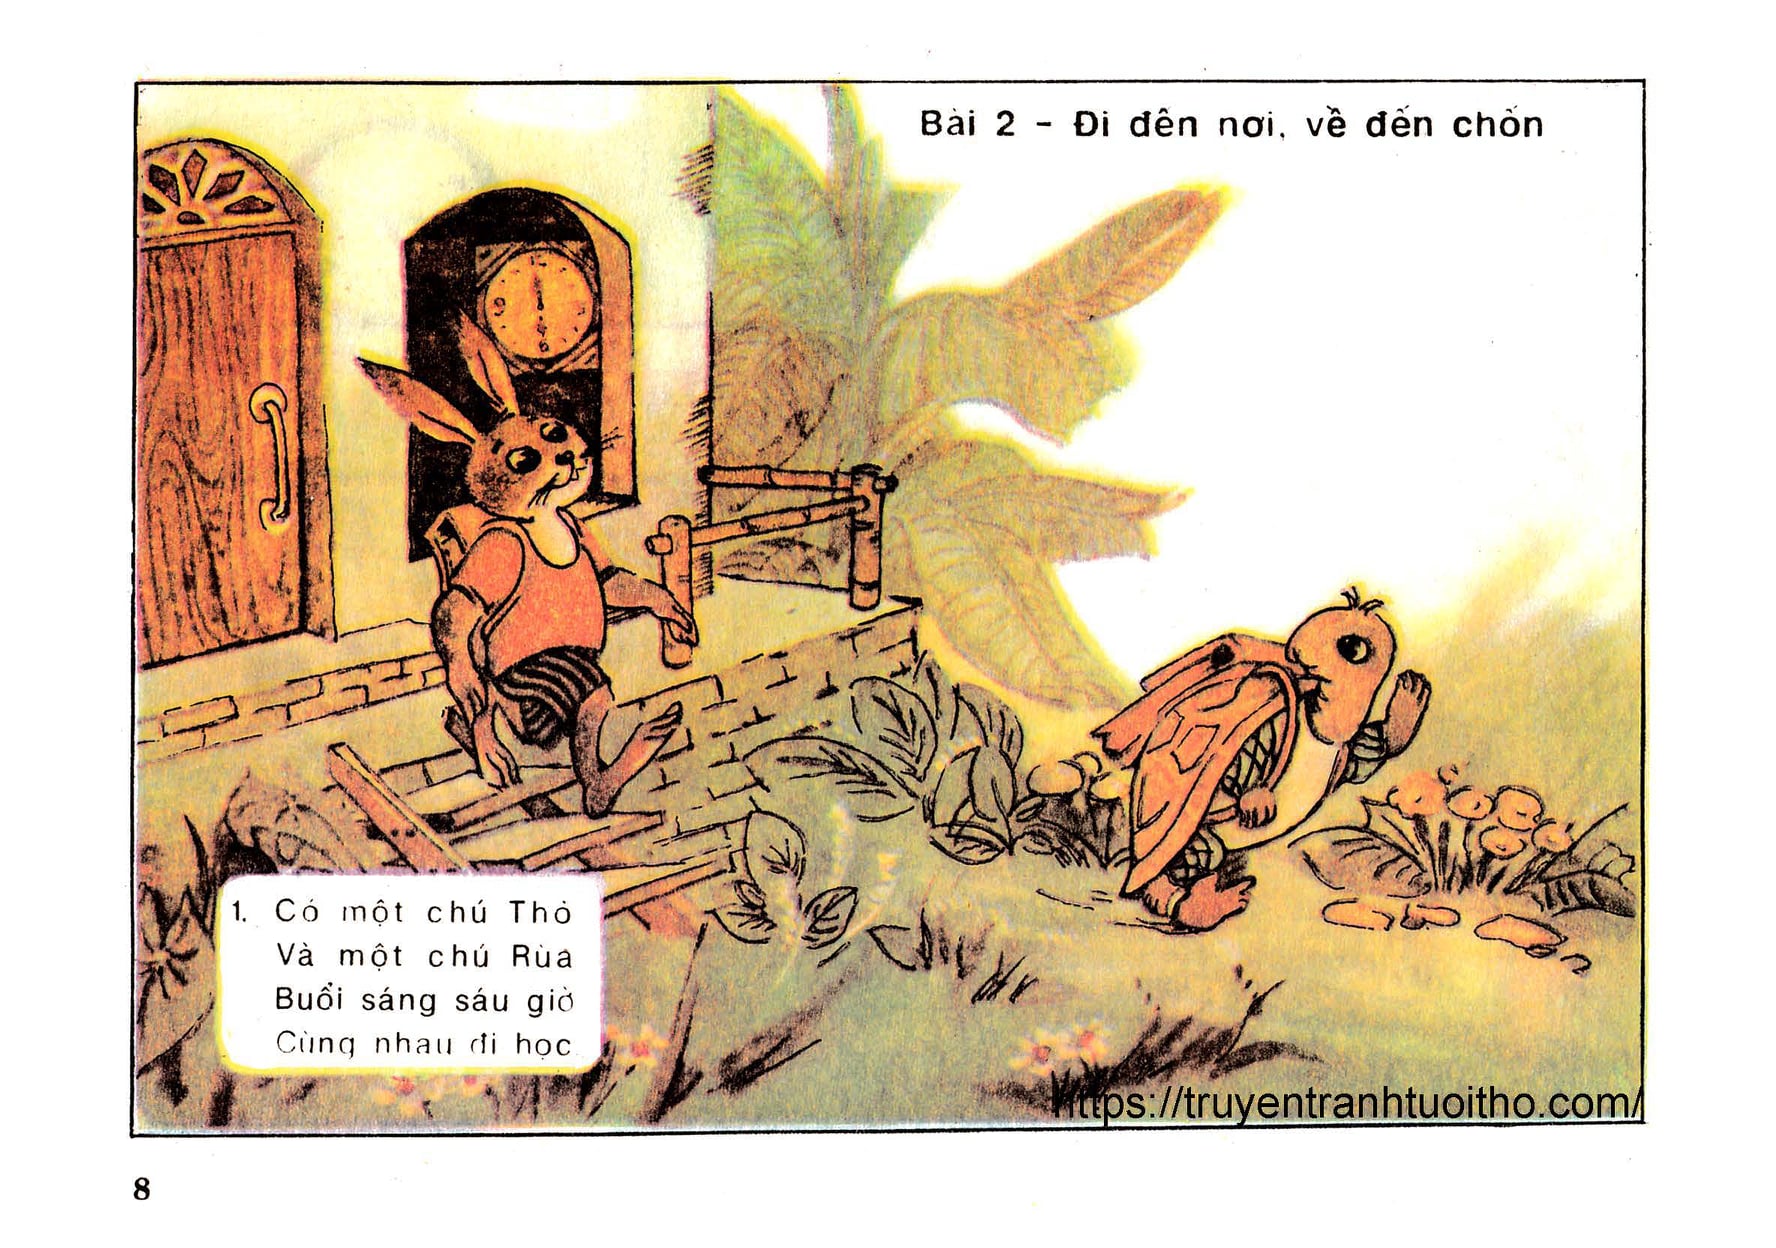 Bài 2 - Đi đến nơi, về đến chốn
1. Có một chú Thỏ
Và một chú Rùa
Buổi sáng sáu giờ
Cùng nhau đi học
https://truyentranhtuoitho.com/
8